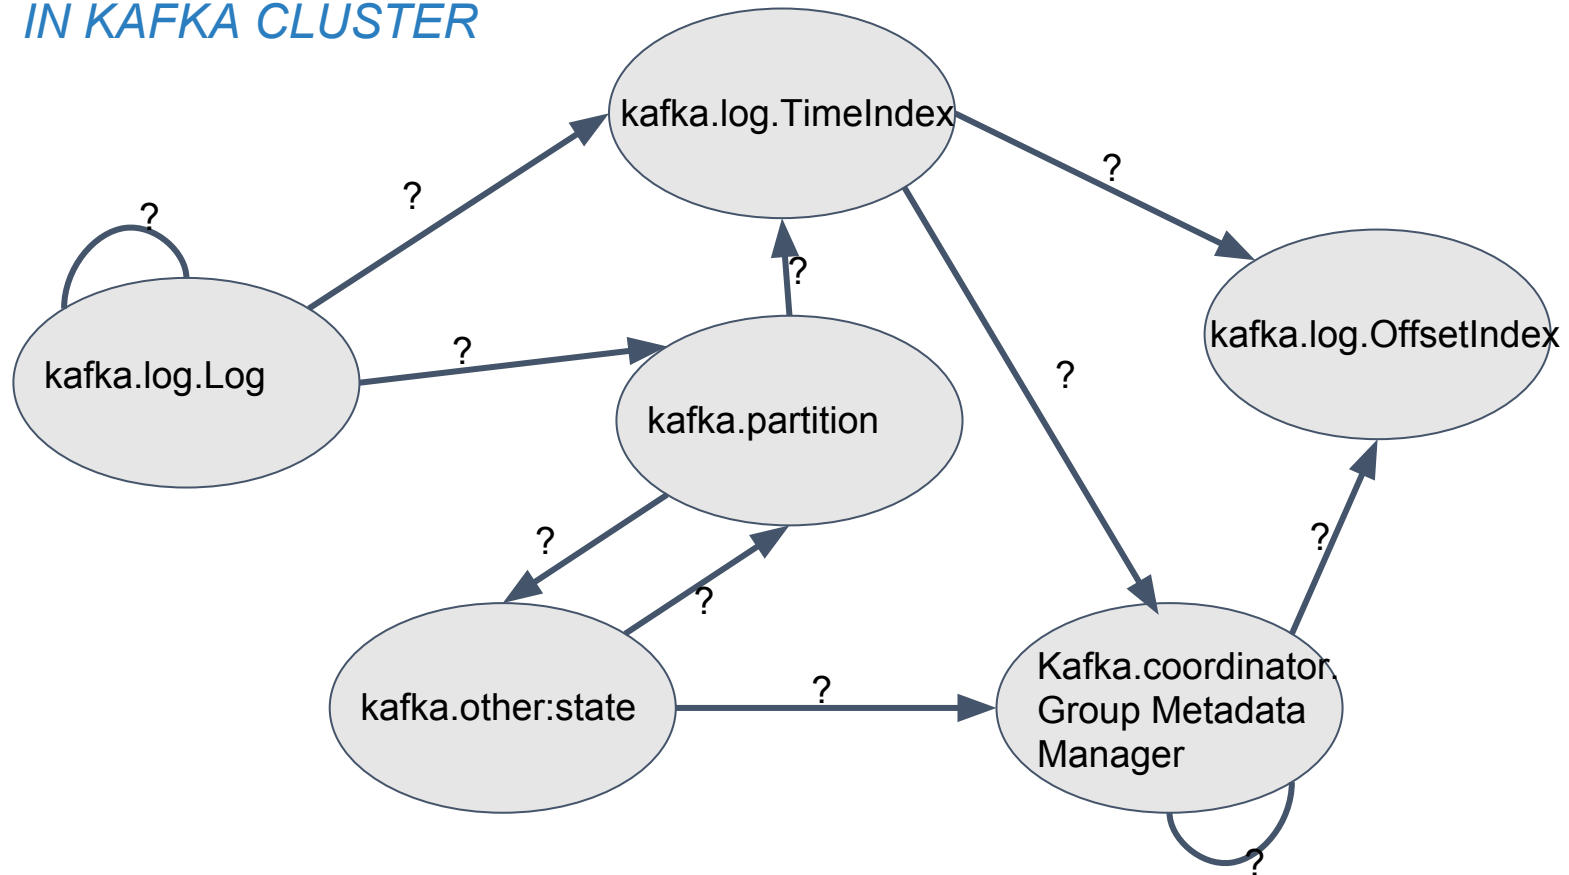 IN KAFKA CLUSTER
kafka.log.TimeIndex
?
?
?
?
kafka.log.OffsetIndex
?
kafka.log.Log
?
kafka.partition
?
?
?
Kafka.coordinator.
Group Metadata
Manager
kafka.other:state
?
?
?